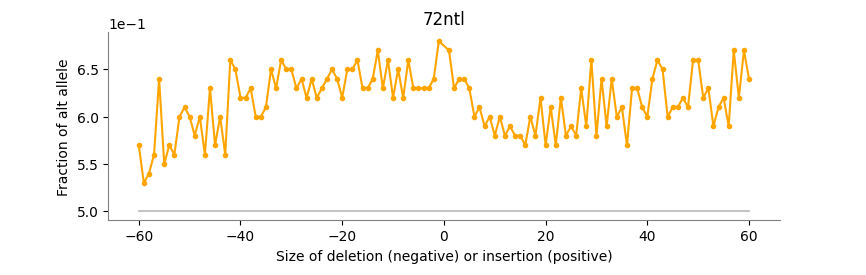 72ntl
1e−1
6.5
6.0
5.5
5.0
Fraction of alt allele
−60 −40 −20 0 20 40 60
Size of deletion (negative) or insertion (positive)